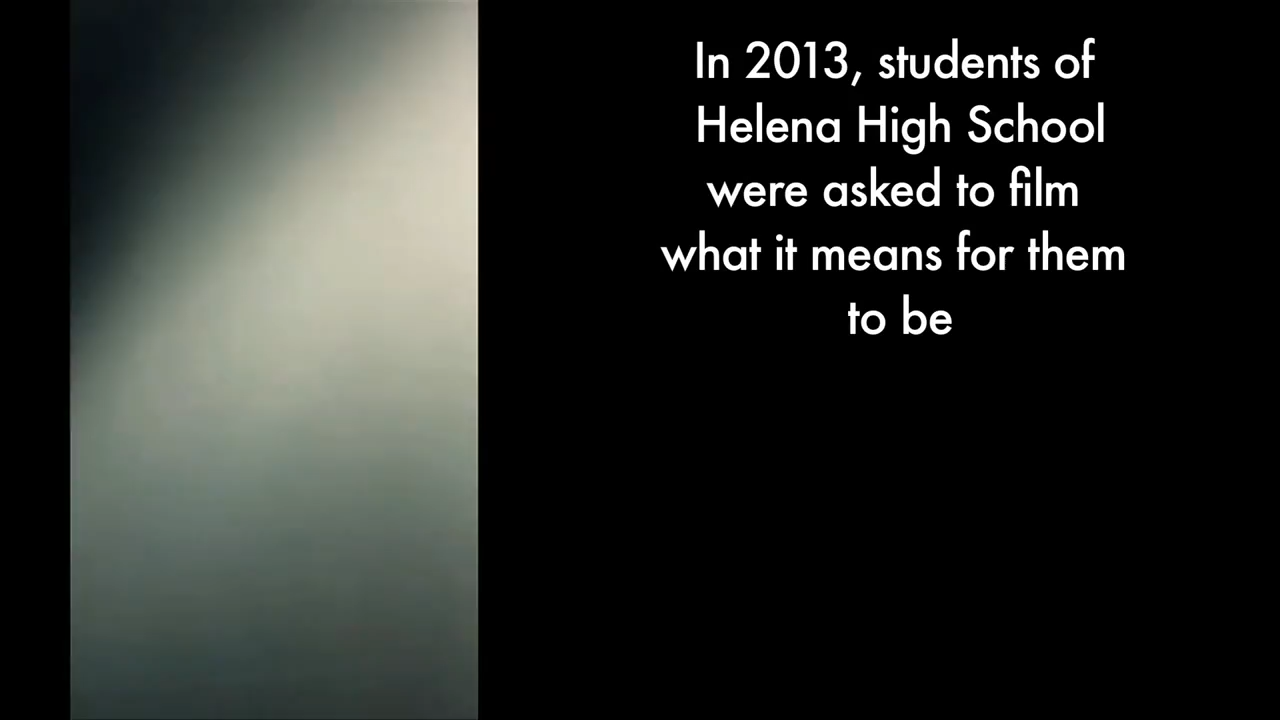 In 2013, students of
Helena High School
were asked to film
what it means for them
to be